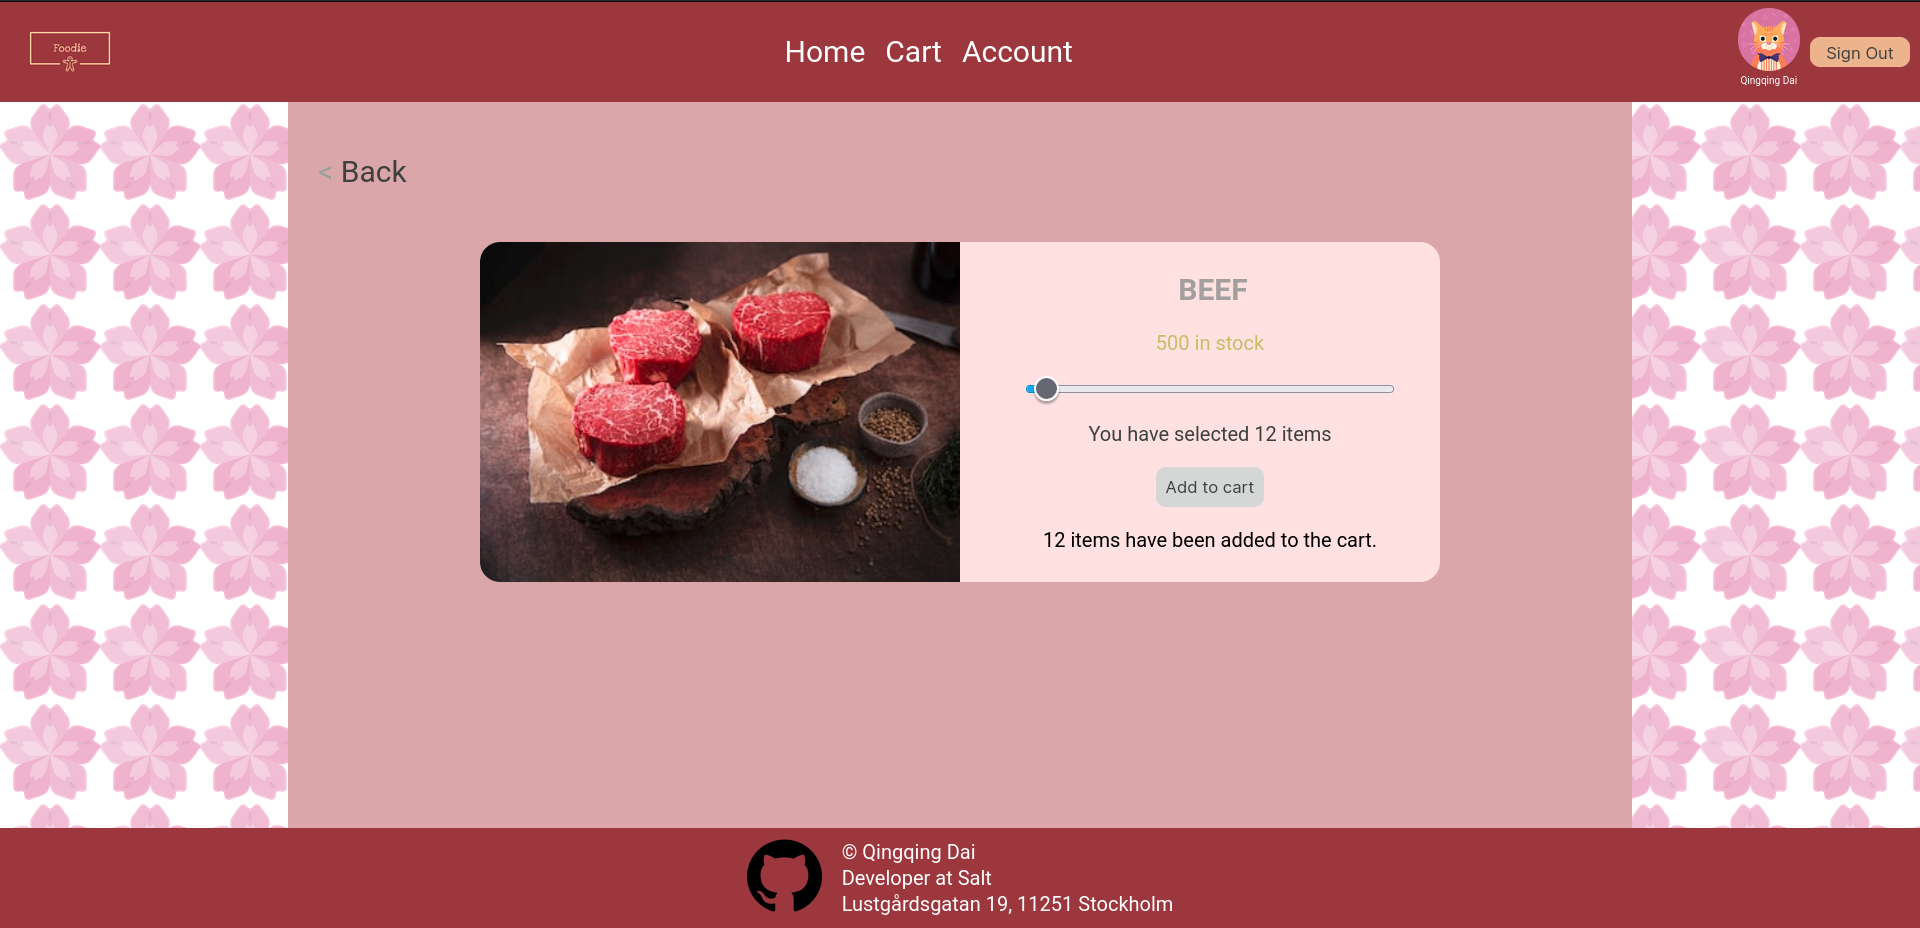 Foodie
Home Cart Account
Qingqing Dai
Sign Out
< Back
BEEF
500 in stock
You have selected 12 items
Add to cart
12 items have been added to the cart.
© Qingqing Dai
Developer at Salt
Lustgårdsgatan 19, 11251 Stockholm